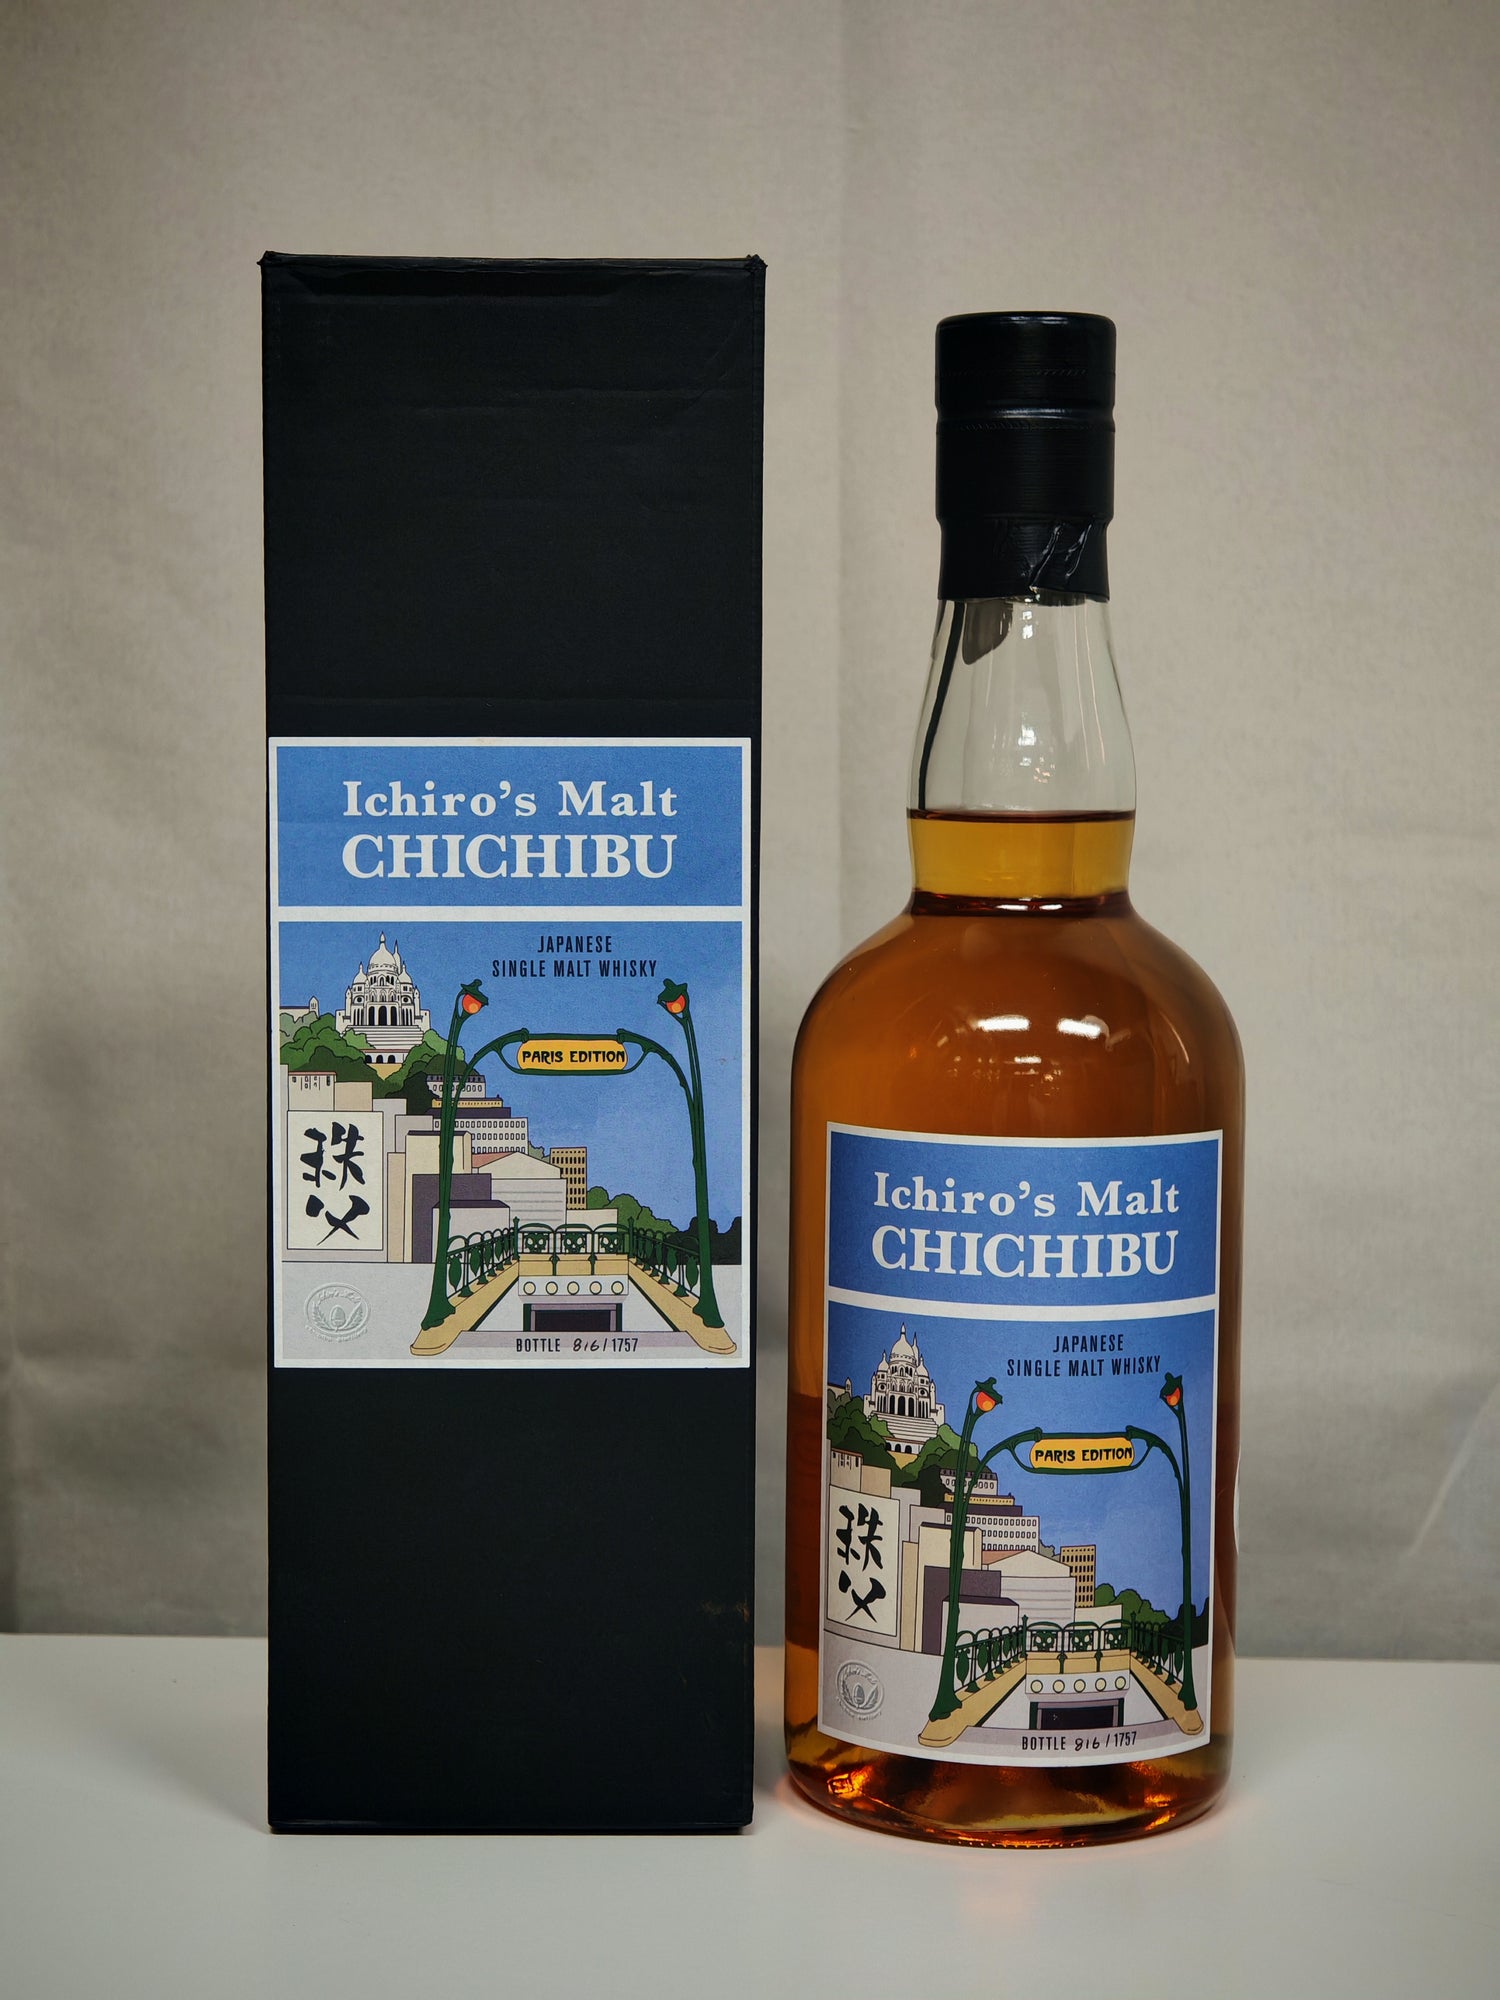 Ichiro's Malt
CHICHIBU
JAPANESE
SINGLE MALT WHISKY
PARIS EDITION
秩
父
BOTTLE 816/1757
Ichiro's Malt
CHICHIBU
JAPANESE
SINGLE MALT WHISKY
PARIS EDITION
秩
父
BOTTLE 816/1757